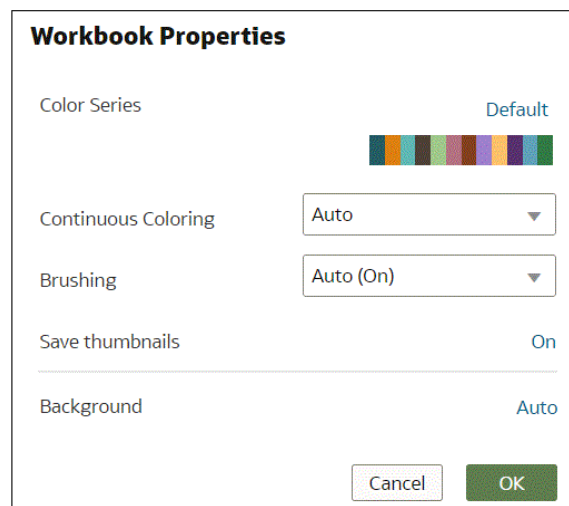 Workbook Properties
Color Series
Default
Continuous Coloring
Auto
Brushing
Auto (On)
Save thumbnails
On
Background
Auto
Cancel
OK